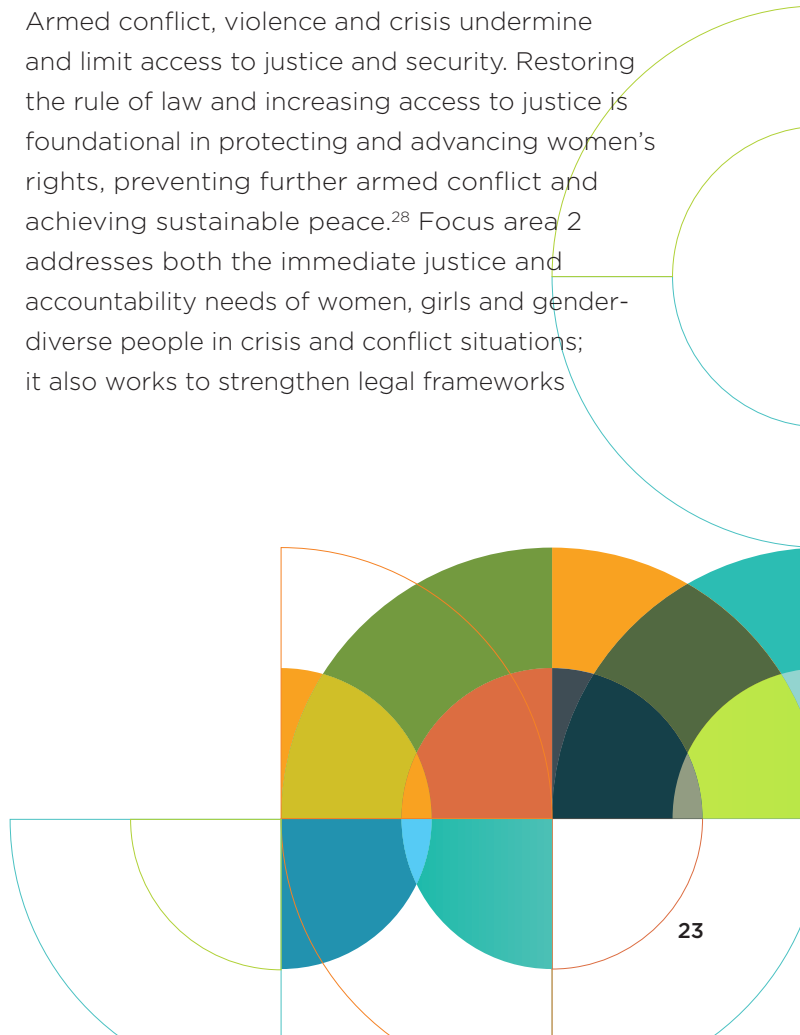 Armed conflict, violence and crisis undermine
and limit access to justice and security. Restoring
the rule of law and increasing access to justice is
foundational in protecting and advancing women’s
rights, preventing further armed conflict and
achieving sustainable peace.28 Focus area 2
addresses both the immediate justice and
accountability needs of women, girls and gender-
diverse people in crisis and conflict situations;
it also works to strengthen legal frameworks
23